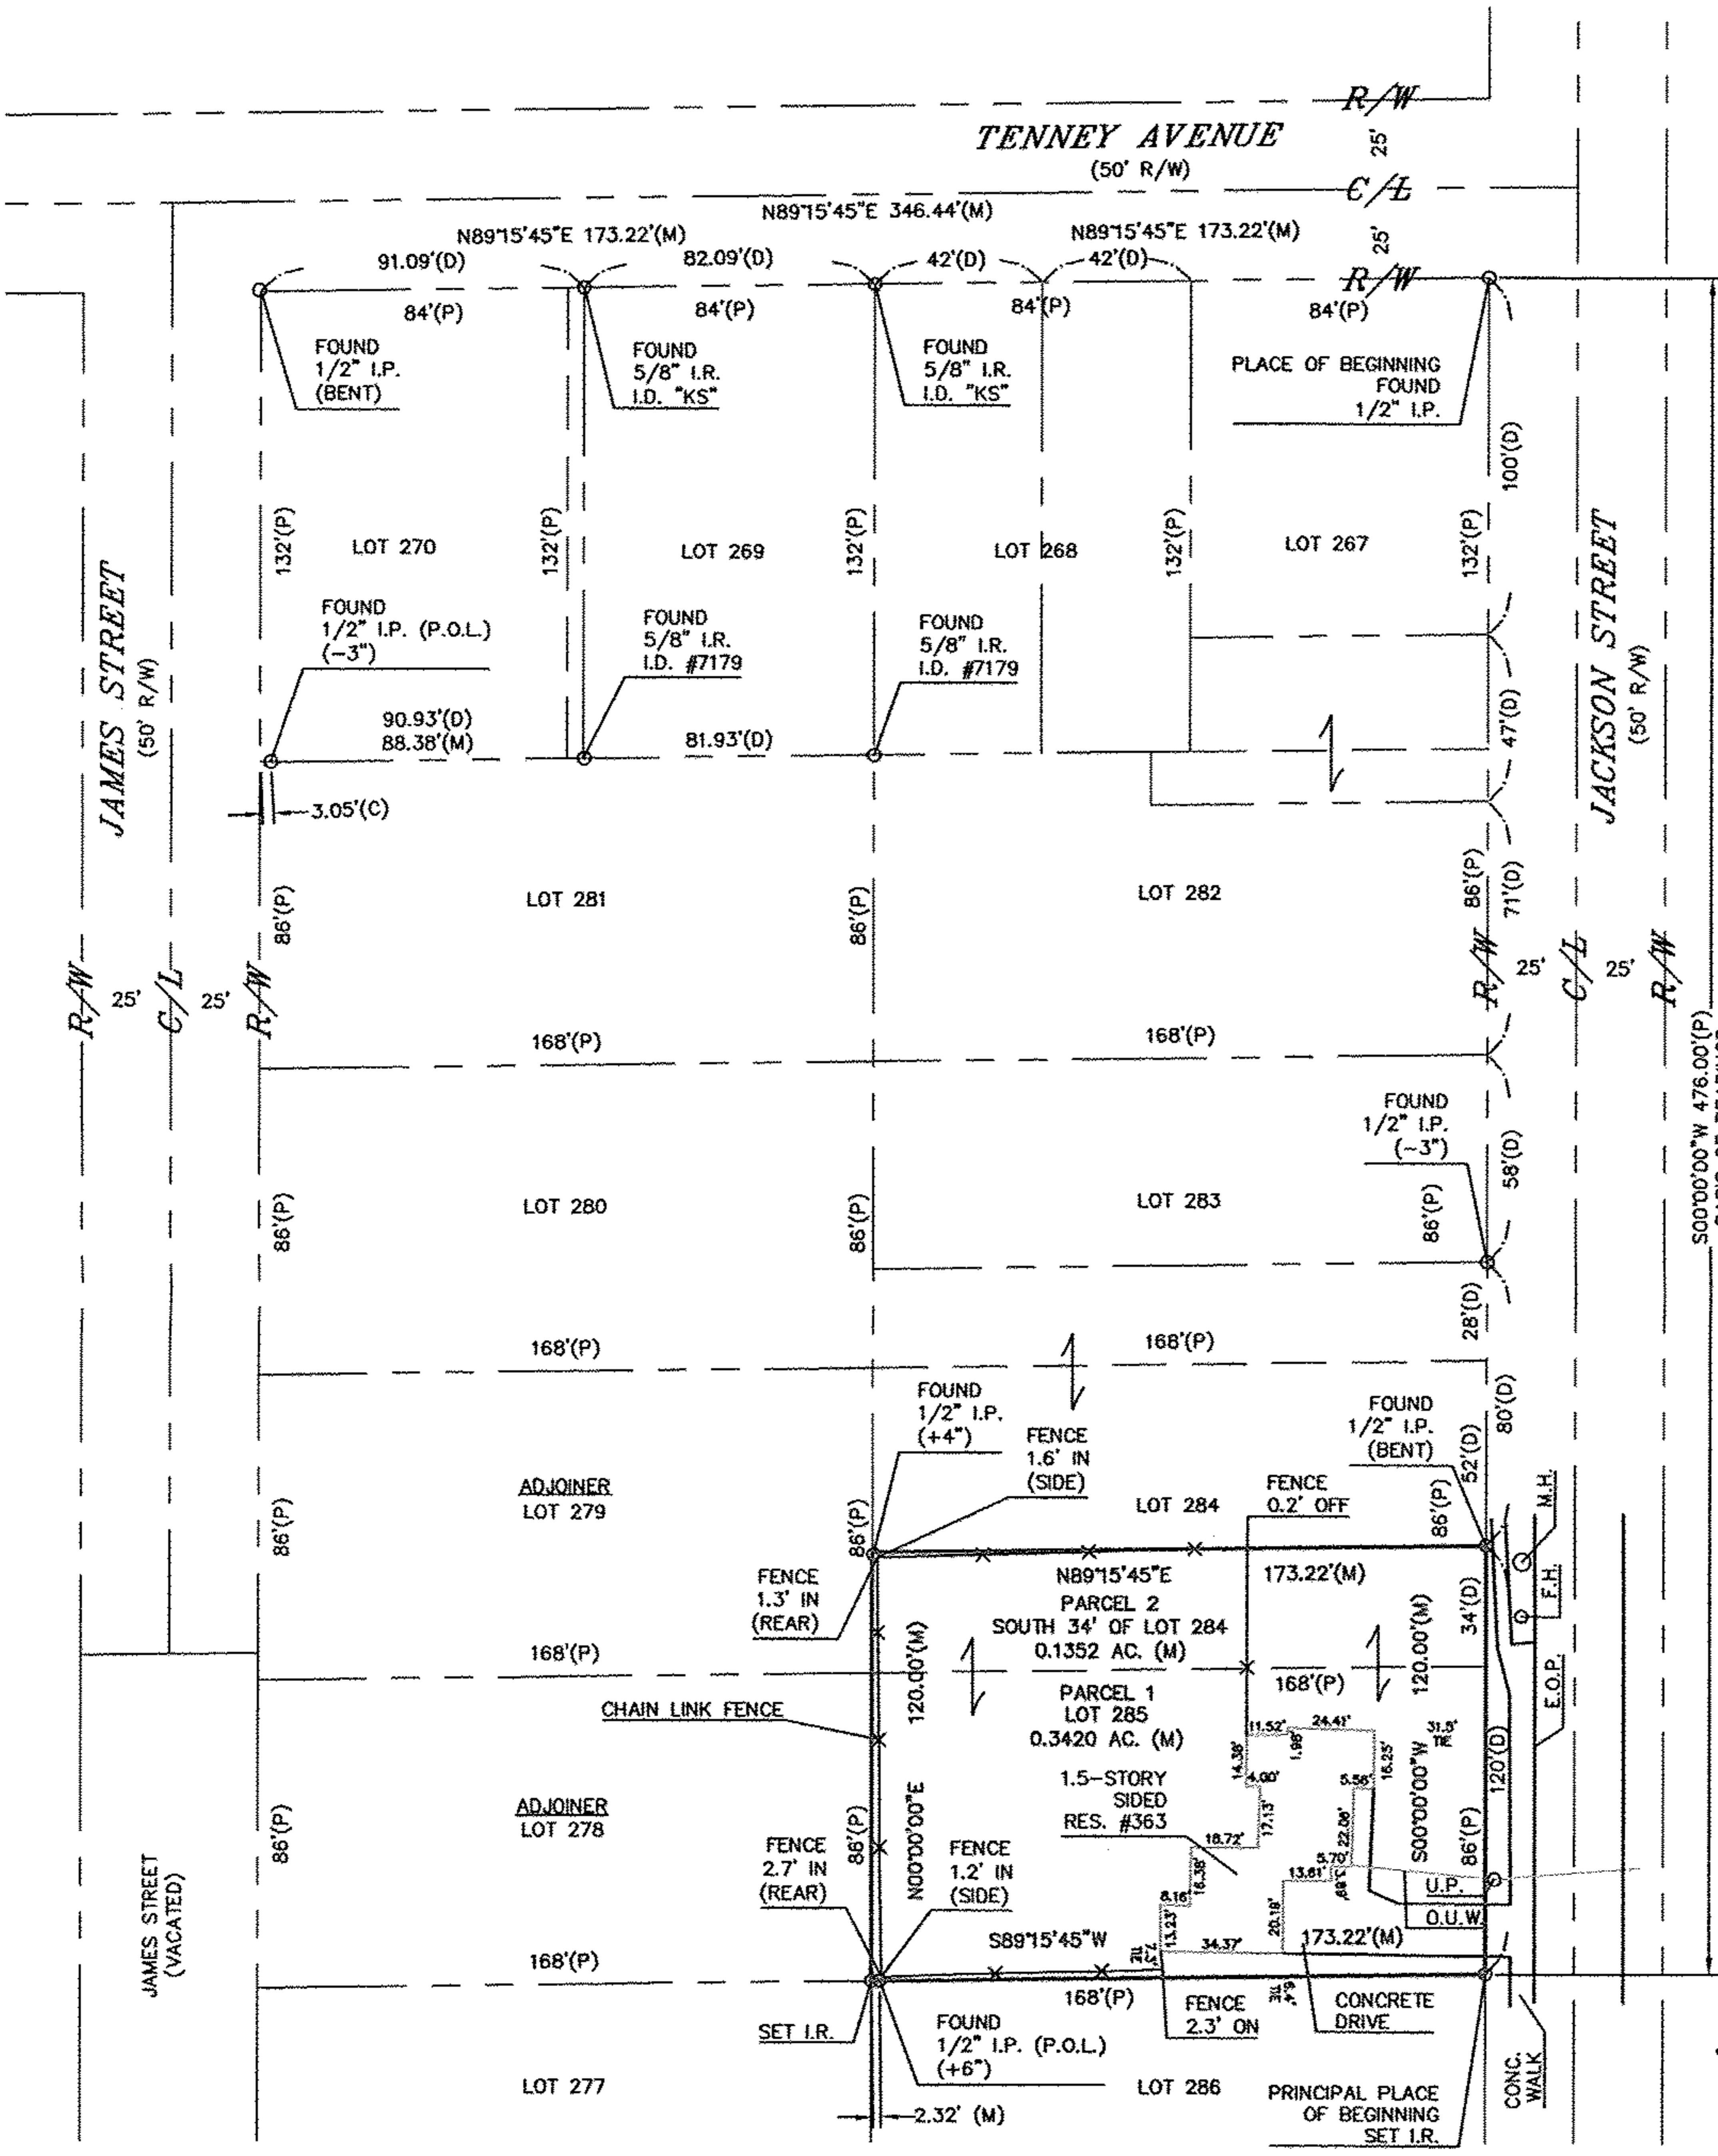 R/W
TENNEY AVENUE
(50' R/W)
25'
C/L
N89°15'45"E 346.44'(M)
N89°15'45"E 173.22'(M)
N89°15'45"E 173.22'(M)
25'
91.09'(D)
82.09'(D)
42'(D)
42'(D)
R/W
84'(P)
84'(P)
84'(P)
84'(P)
FOUND
1/2" I.P.
(BENT)
FOUND
5/8" I.R.
I.D. "KS"
FOUND
5/8" I.R.
I.D. "KS"
PLACE OF BEGINNING
FOUND
1/2" I.P.
100'(D)
132'(P)
LOT 270
132'(P)
LOT 269
132'(P)
LOT 268
132'(P)
LOT 267
132'(P)
JAMES STREET
(50' R/W)
JACKSON STREET
(50' R/W)
FOUND
1/2" I.P. (P.O.L.)
(-3")
FOUND
5/8" I.R.
I.D. #7179
FOUND
5/8" I.R.
I.D. #7179
90.93'(D)
88.38'(M)
81.93'(D)
47'(D)
3.05'(C)
86'(P)
LOT 281
86'(P)
LOT 282
86'(P)
71'(D)
R/W
25'
C/L
25'
R/W
R/W
25'
C/L
25'
R/W
168'(P)
168'(P)
S00°00'00"W 476.00'(P)
FOUND
1/2" I.P.
(-3")
58'(D)
86'(P)
LOT 280
86'(P)
LOT 283
86'(P)
28'(D)
168'(P)
168'(P)
FOUND
1/2" I.P.
(+4")
FENCE
1.6' IN
(SIDE)
FOUND
1/2" I.P.
(BENT)
80'(D)
52'(D)
ADJOINER
LOT 279
86'(P)
86'(P)
LOT 284
FENCE
0.2' OFF
86'(P)
M.H.
F.H.
E.O.P.
FENCE
1.3' IN
(REAR)
N89°15'45"E
173.22'(M)
PARCEL 2
SOUTH 34' OF LOT 284
0.1352 AC. (M)
34'(D)
120.00'(M)
120.00'(M)
168'(P)
168'(P)
PARCEL 1
LOT 285
0.3420 AC. (M)
CHAIN LINK FENCE
11.52'
1.98'
24.41'
31.5'
TIE
14.38'
4.00'
16.25'
5.58'
17.13'
22.06'
120'(D)
1.5-STORY
SIDED
RES. #363
S00°00'00"W
N00°00'00"E
ADJOINER
LOT 278
86'(P)
86'(P)
86'(P)
FENCE
2.7' IN
(REAR)
FENCE
1.2' IN
(SIDE)
18.72'
16.38'
5.70'
13.61'
8.16'
13.23'
20.19'
34.37'
U.P.
O.U.W.
JAMES STREET
(VACATED)
168'(P)
S89°15'45"W
7.3'
TIE
173.22'(M)
168'(P)
9.4'
TIE
SET I.R.
FOUND
1/2" I.P. (P.O.L.)
(+6")
FENCE
2.3' ON
CONCRETE
DRIVE
CONC.
WALK
LOT 277
LOT 286
2.32' (M)
PRINCIPAL PLACE
OF BEGINNING
SET I.R.